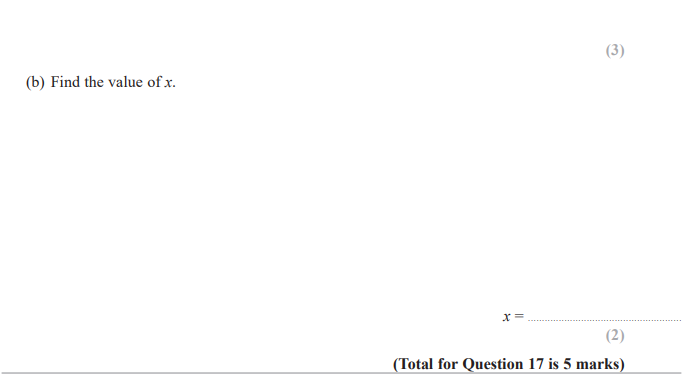 (3)
(b) Find the value of x.
x = ........................................................
(2)
(Total for Question 17 is 5 marks)